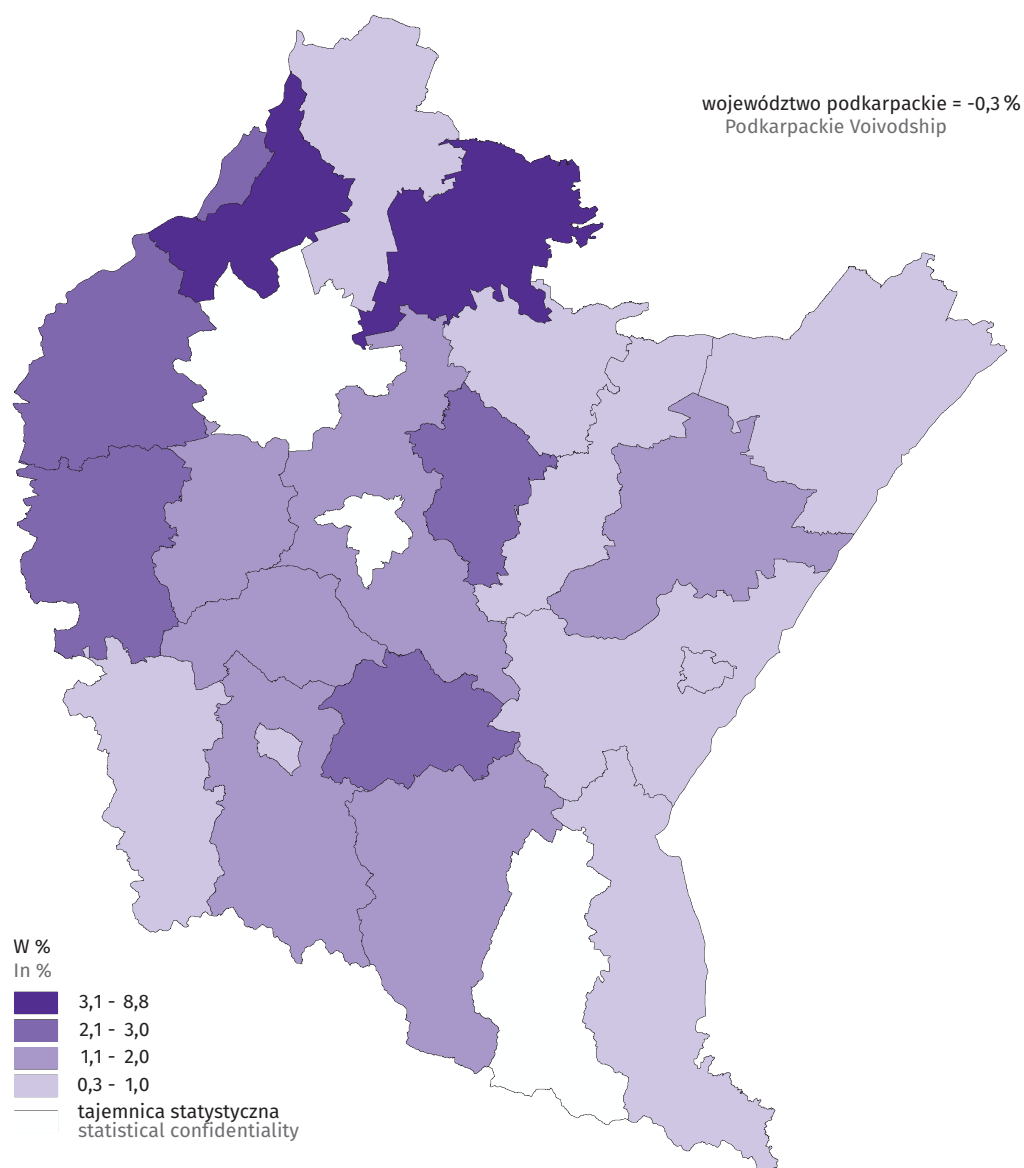 województwo podkarpackie = -0,3 %
Podkarpackie Voivodship
W %
In %
3,1 - 8,8
2,1 - 3,0
1,1 - 2,0
0,3 - 1,0
tajemnica statystyczna
statistical confidentiality